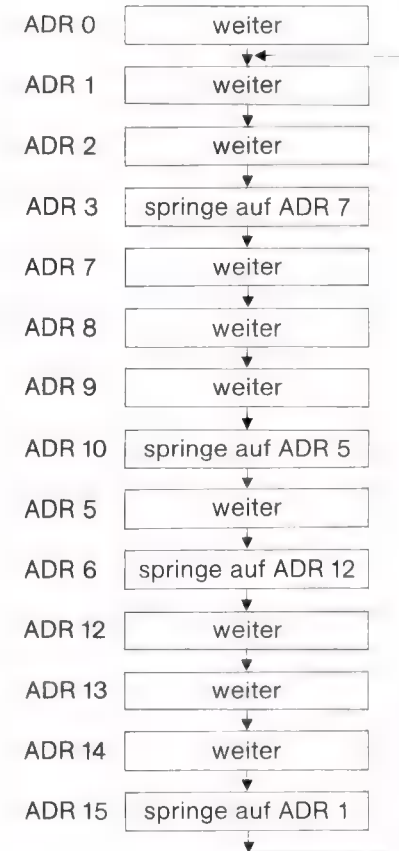 ADR 0 weiter
ADR 1 weiter
ADR 2 weiter
ADR 3 springe auf ADR 7
ADR 7 weiter
ADR 8 weiter
ADR 9 weiter
ADR 10 springe auf ADR 5
ADR 5 weiter
ADR 6 springe auf ADR 12
ADR 12 weiter
ADR 13 weiter
ADR 14 weiter
ADR 15 springe auf ADR 1